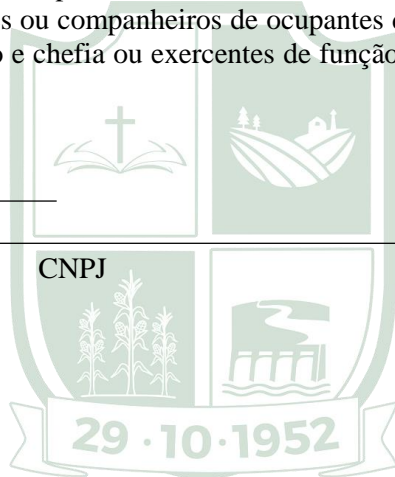 s ou companheiros de ocupantes
o e chefia ou exercentes de função
CNPJ
29 · 10 · 1952